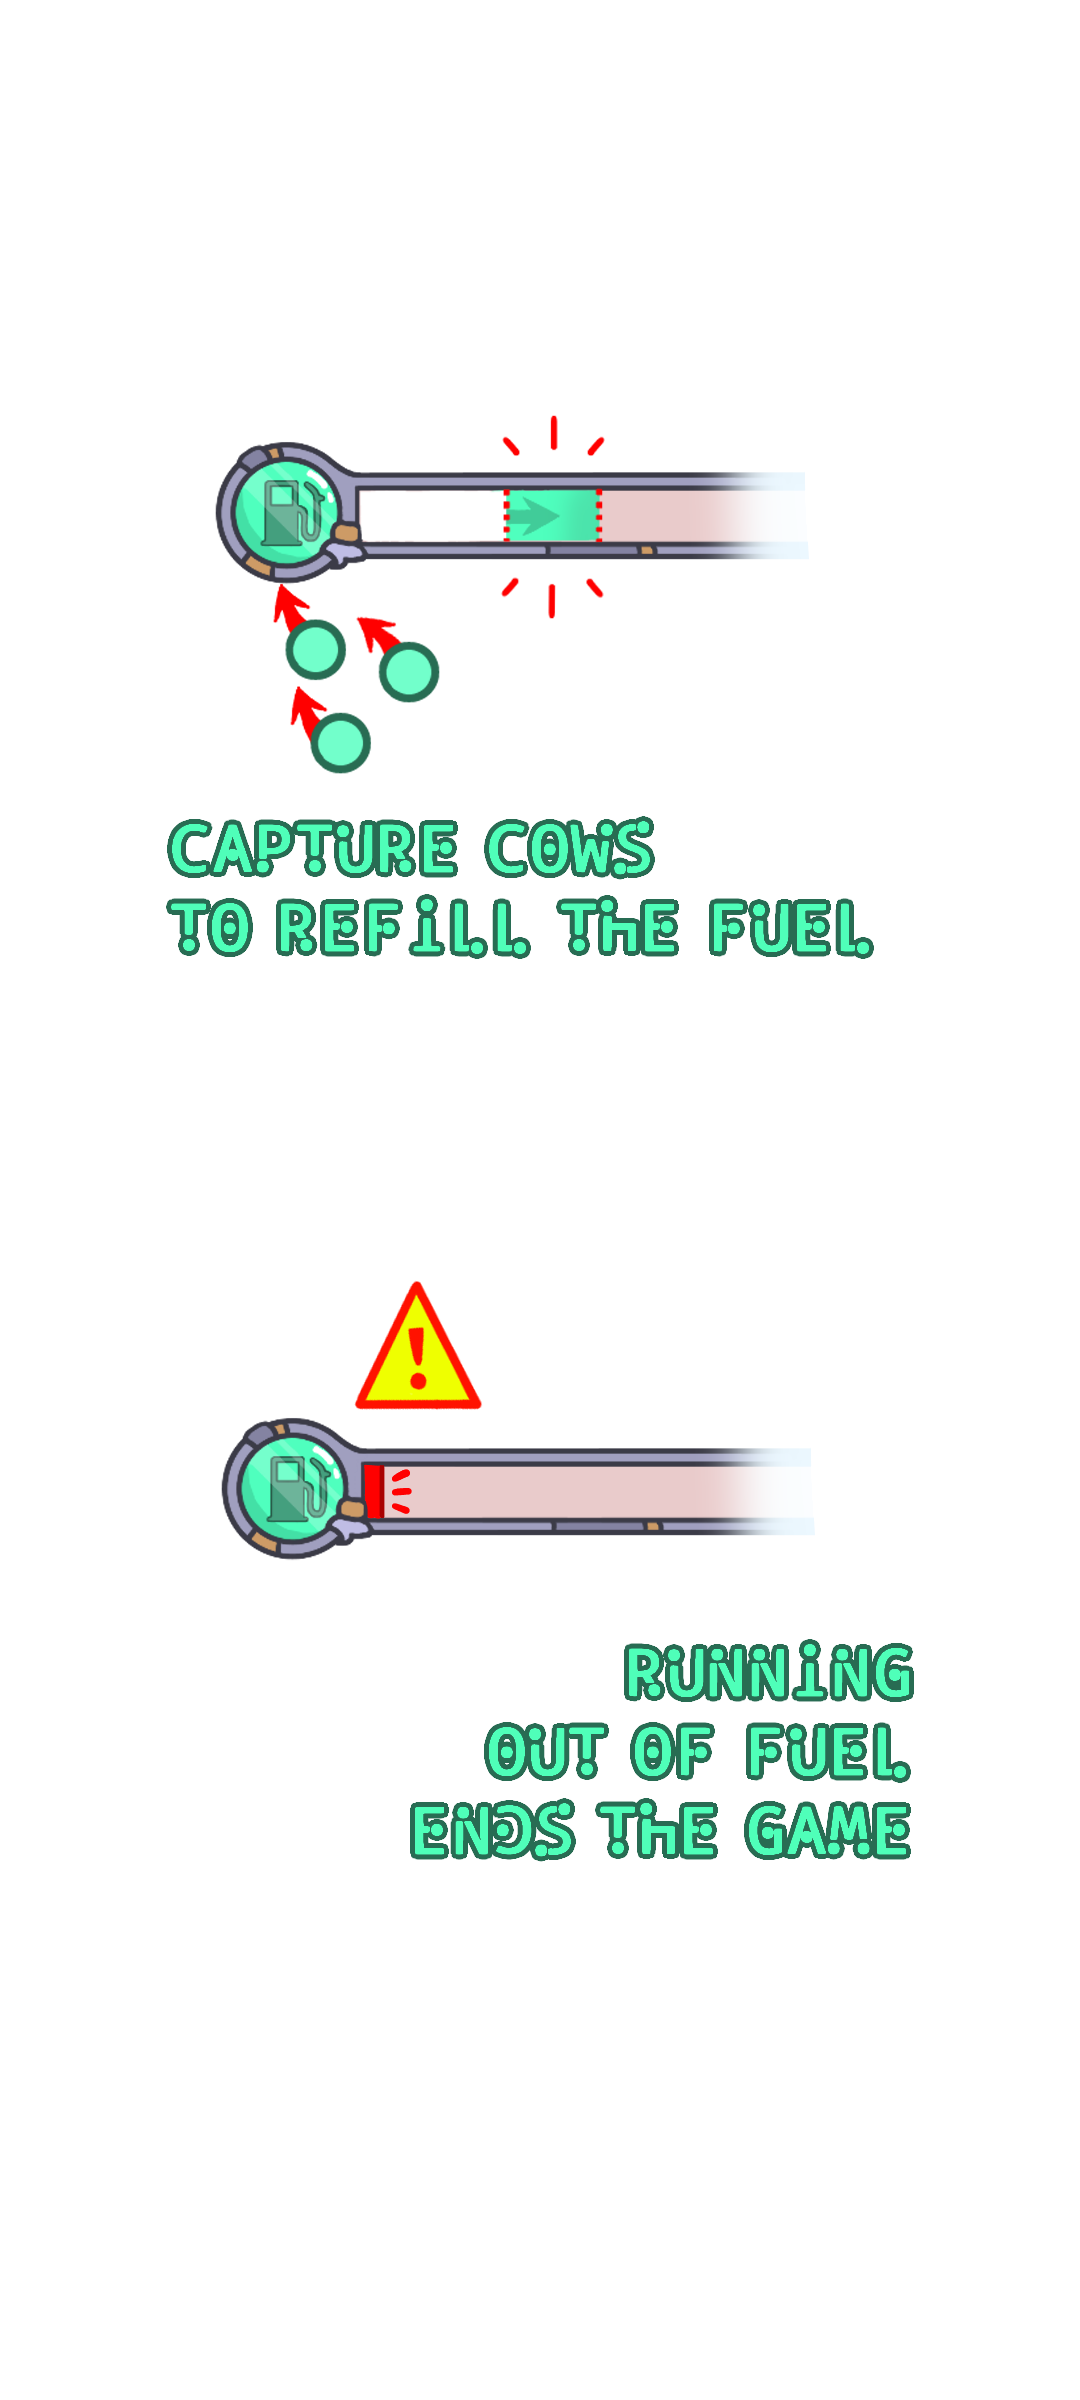 CAPTURE COWS
TO REFILL THE FUEL
!
RUNNING
OUT OF FUEL
ENDS THE GAME